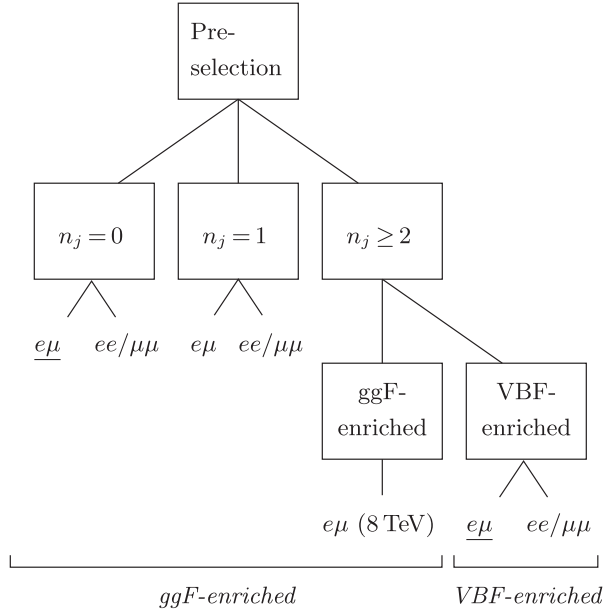 Pre-
selection
n_j = 0
n_j = 1
n_j ≥ 2
eμ
ee/μμ
eμ
ee/μμ
ggF-
enriched
VBF-
enriched
eμ (8 TeV)
eμ
ee/μμ
ggF-enriched
VBF-enriched